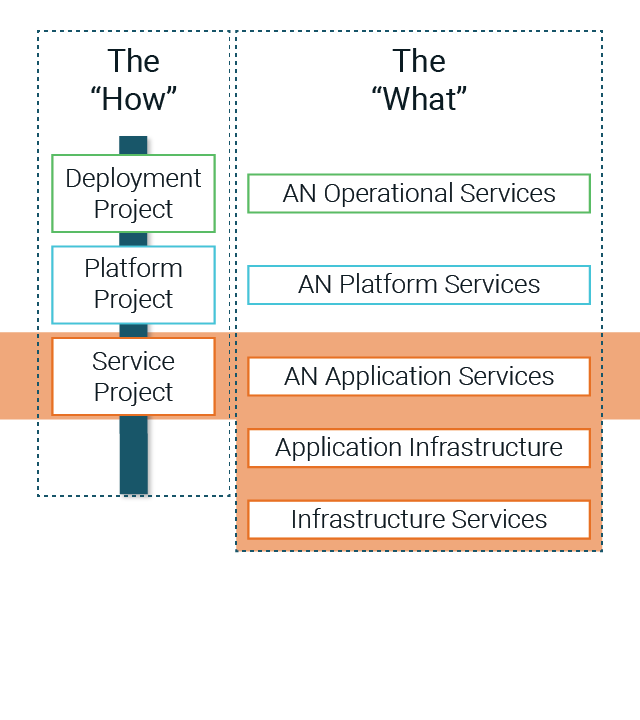 The
“How”
Deployment
Project
Platform
Project
Service
Project
The
“What”
AN Operational Services
AN Platform Services
AN Application Services
Application Infrastructure
Infrastructure Services